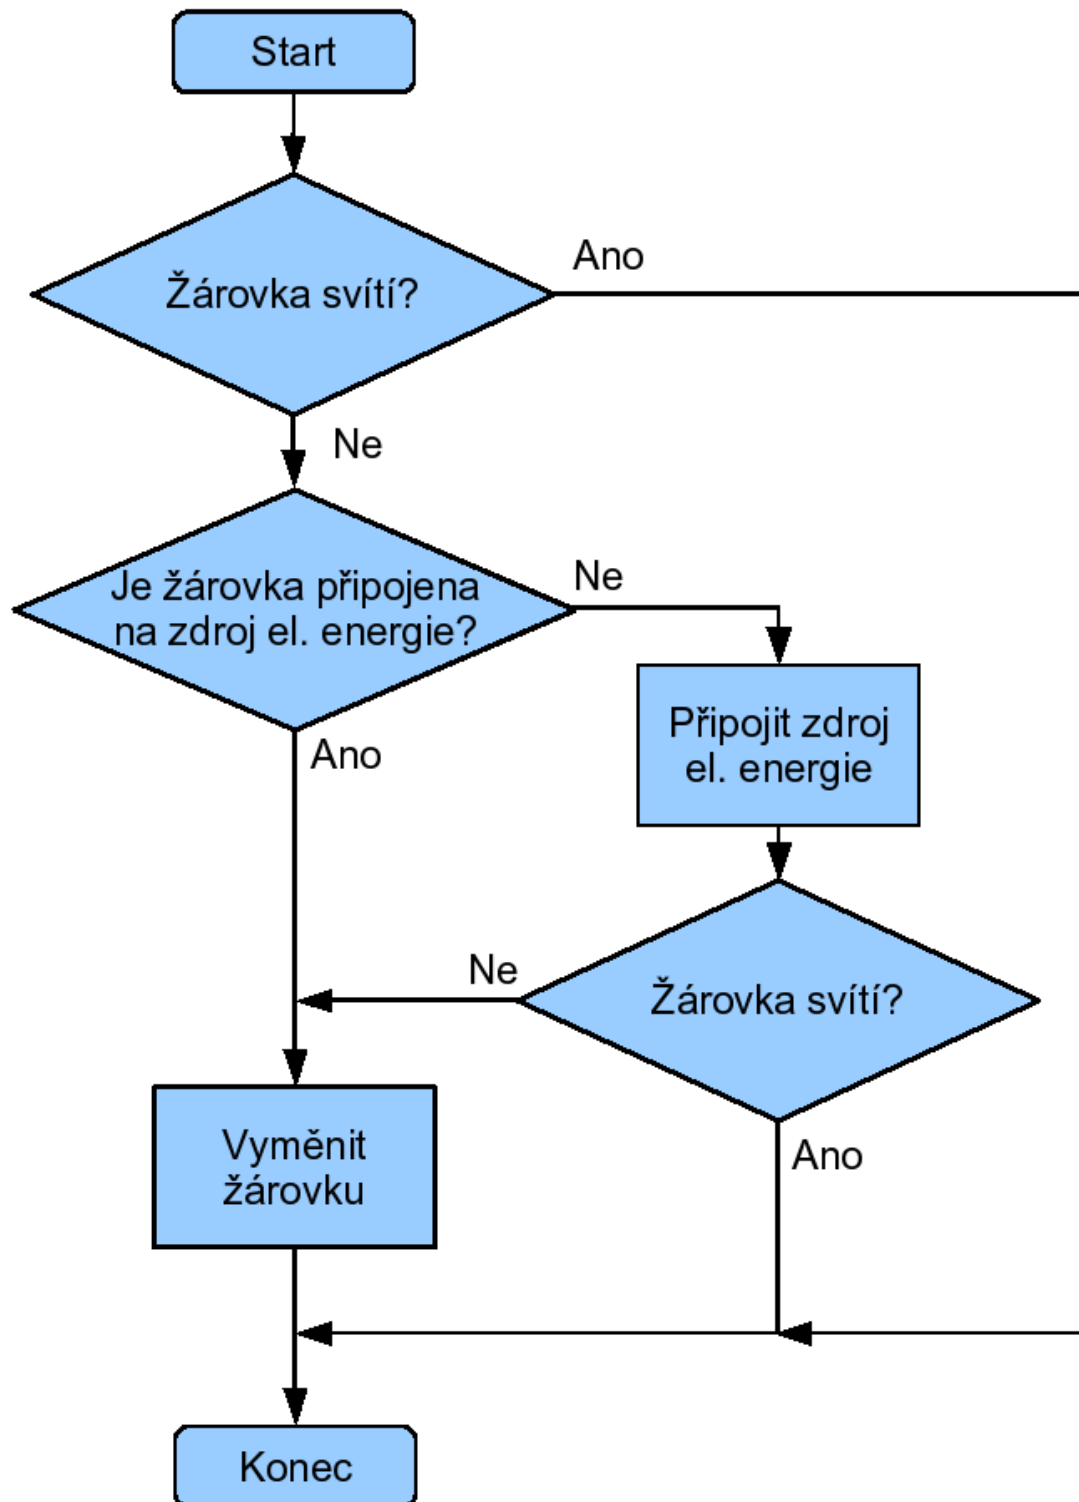 Start
Žárovka svítí?
Ano
Ne
Je žárovka připojena
na zdroj el. energie?
Ne
Připojit zdroj
el. energie
Ano
Ne
Žárovka svítí?
Vyměnit
žárovku
Ano
Konec